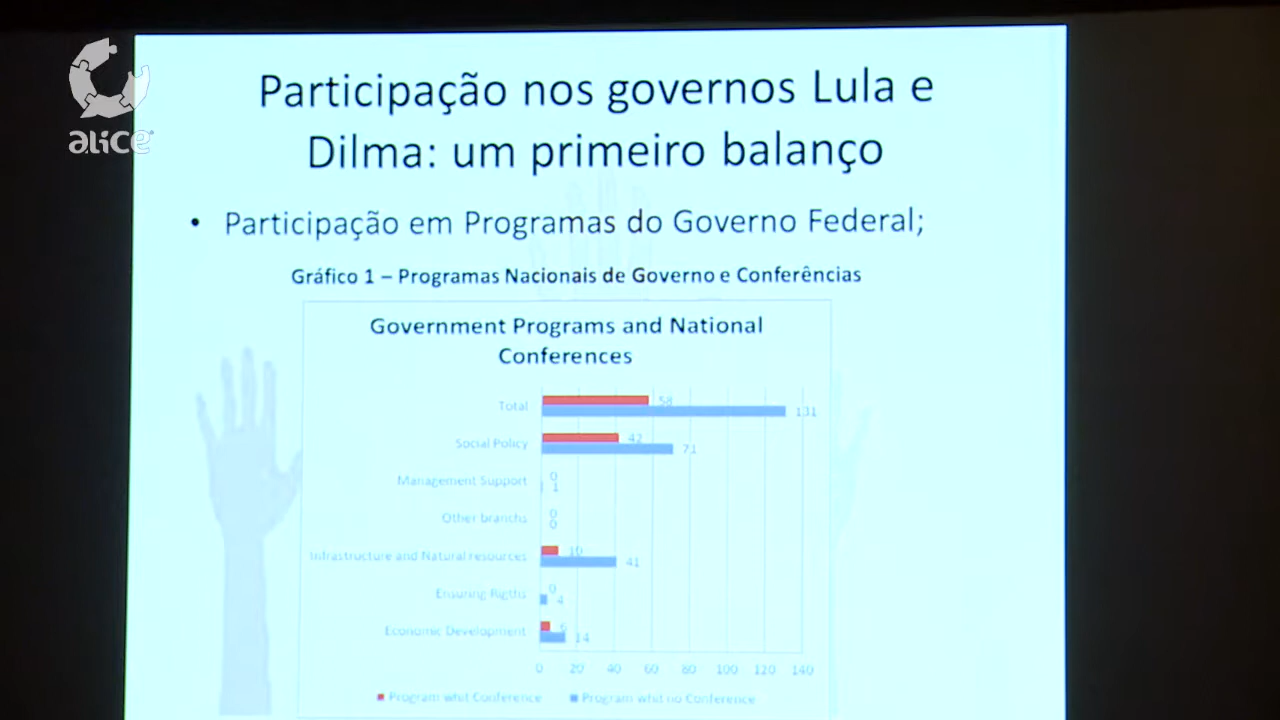 alice
Participação nos governos Lula e
Dilma: um primeiro balanço
• Participação em Programas do Governo Federal;
Gráfico 1 – Programas Nacionais de Governo e Conferências
Government Programs and National
Conferences
Total 58 131
Social Policy 42 71
Management Support 0 1
Other branchs 0 0
Infrastructure and Natural resources 10 41
Ensuring Rigths 0 4
Economic Development 6 14
0 20 40 60 80 100 120 140
Program whit Conference Program whit no Conference